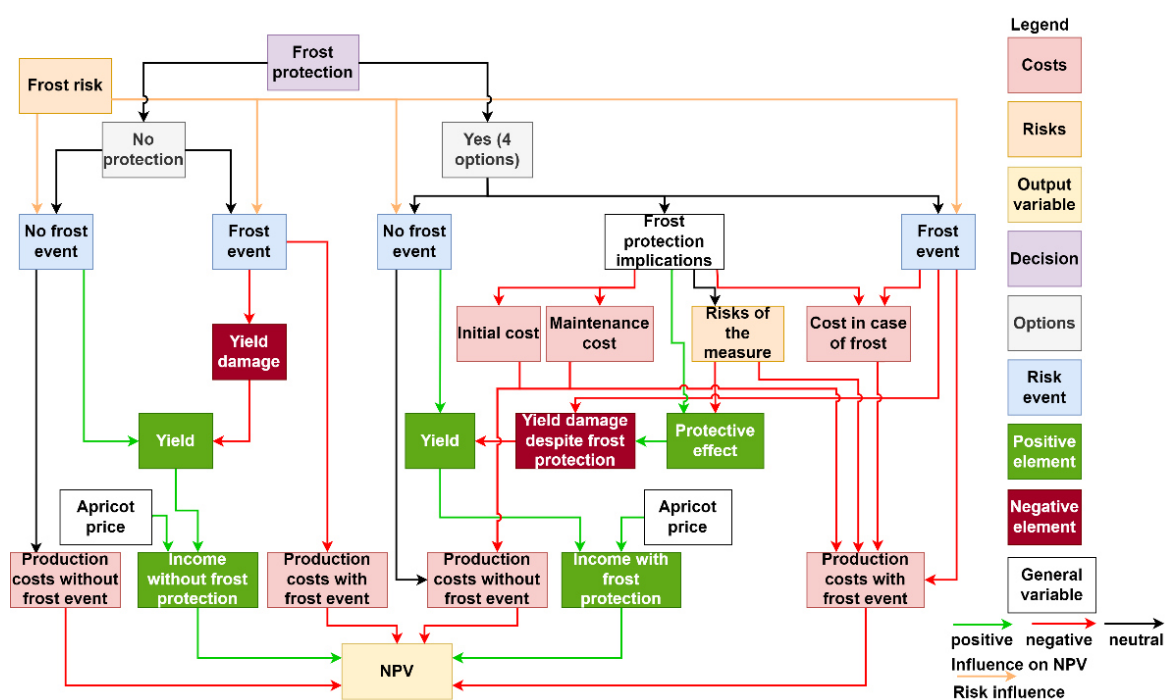 Legend
Frost
protection
Costs
Frost risk
Risks
No
protection
Yes (4
options)
Output
variable
No frost
event
Frost
event
No frost
event
Frost
protection
implications
Frost
event
Decision
Options
Initial cost
Maintenance
cost
Risks of
the
measure
Cost in case
of frost
Yield
damage
Risk
event
Yield
Yield
Yield damage
despite frost
protection
Protective
effect
Positive
element
Apricot
price
Apricot
price
Negative
element
Production
costs without
frost event
Income
without frost
protection
Production
costs with
frost event
Production
costs without
frost event
Income with
frost
protection
Production
costs with
frost event
General
variable
positive negative neutral
Influence on NPV
NPV
Risk influence